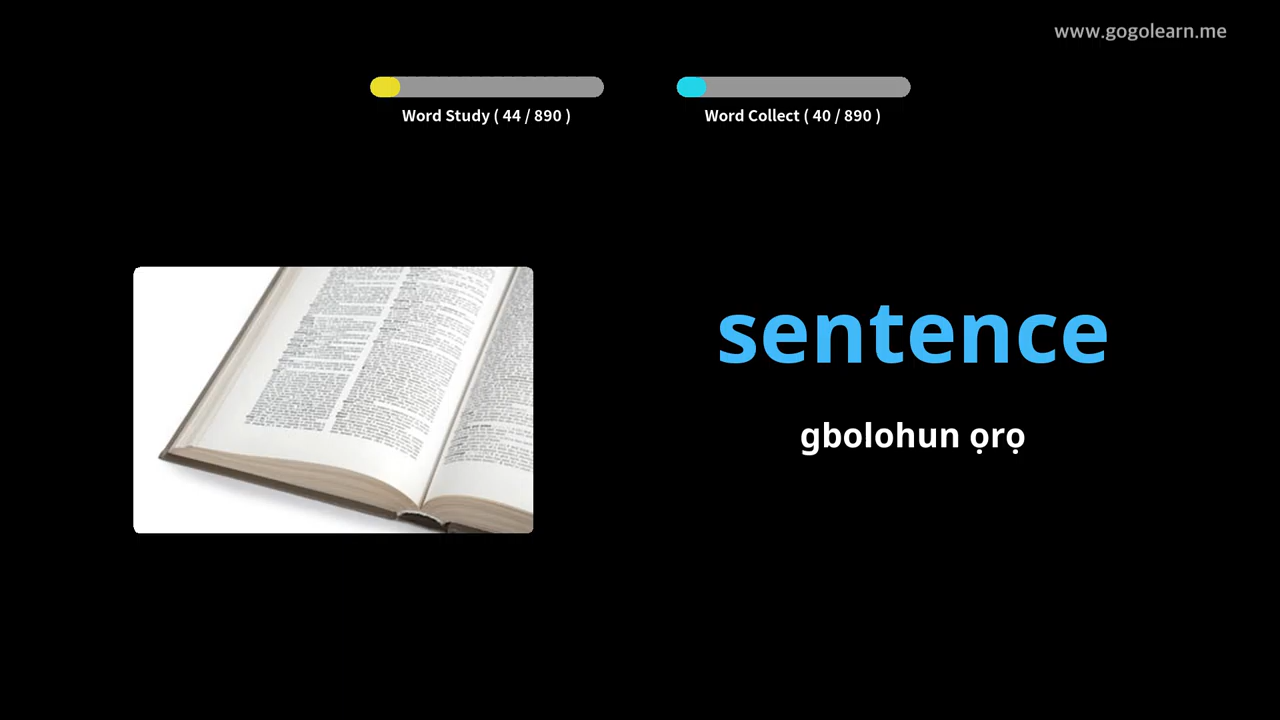 www.gogolearn.me
Word Study ( 44 / 890 )
Word Collect ( 40 / 890 )
sentence
gbolohun ọrọ